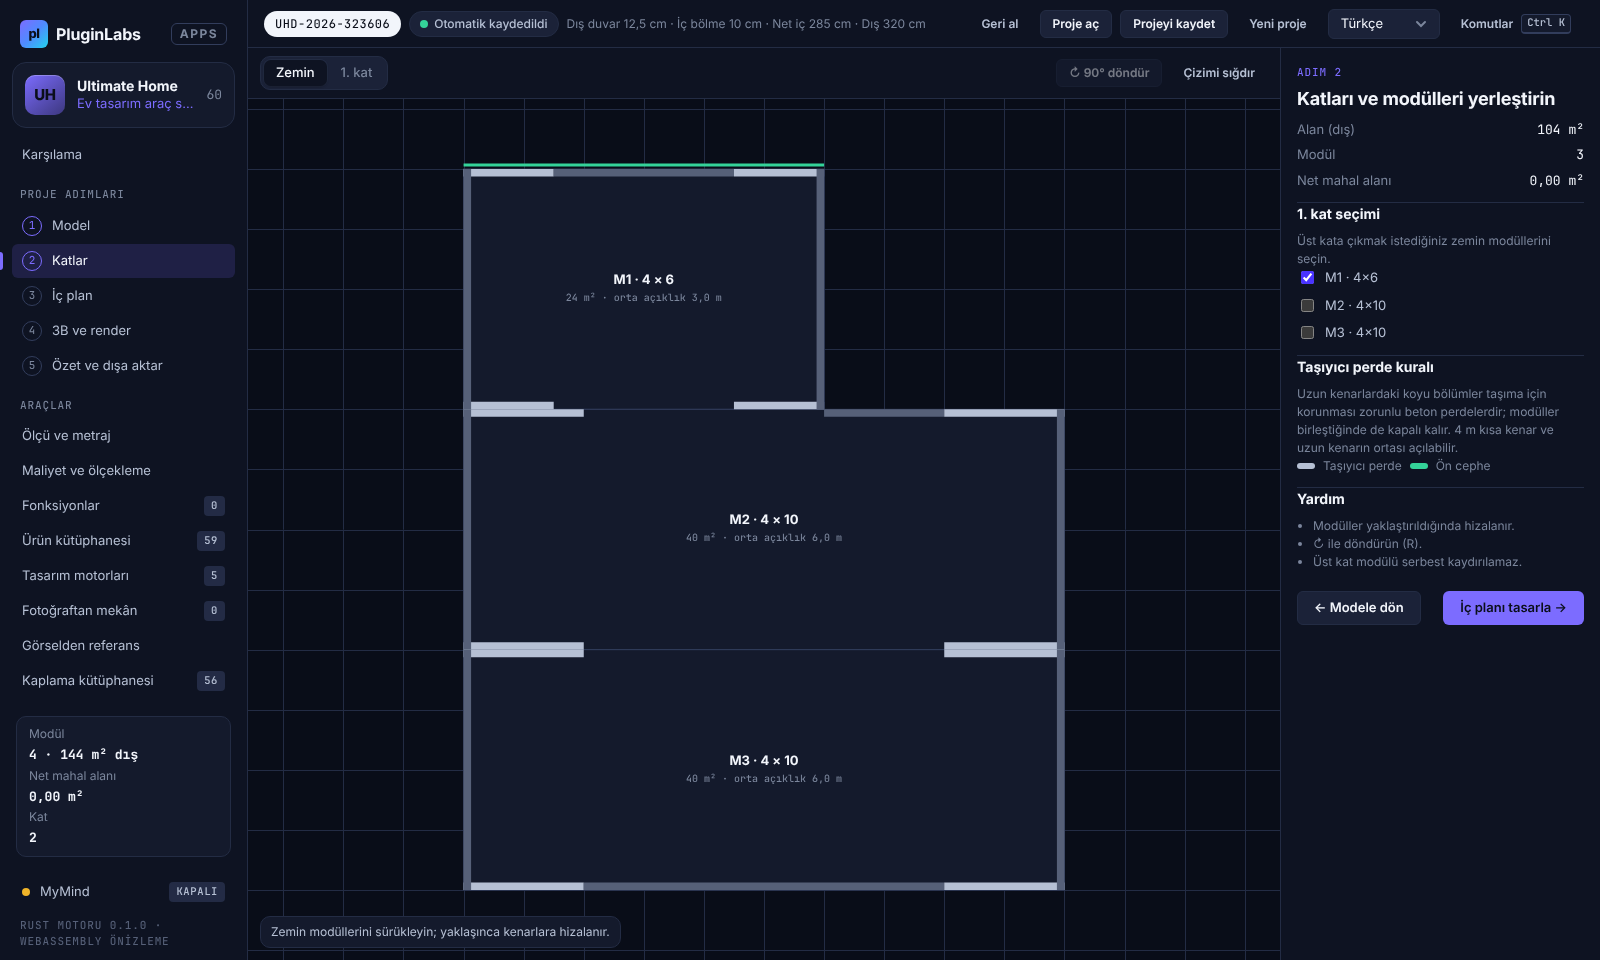 pl PluginLabs APPS
UH Ultimate Home
Ev tasarım araç s... 60
Karşılama
PROJE ADIMLARI
1 Model
2 Katlar
3 İç plan
4 3B ve render
5 Özet ve dışa aktar
ARAÇLAR
Ölçü ve metraj
Maliyet ve ölçekleme
Fonksiyonlar 0
Ürün kütüphanesi 59
Tasarım motorları 5
Fotoğraftan mekân 0
Görselden referans
Kaplama kütüphanesi 56
Modül
4 · 144 m² dış
Net mahal alanı
0,00 m²
Kat
2
MyMind KAPALI
RUST MOTORU 0.1.0 ·
WEBASSEMBLY ÖNİZLEME
UHD-2026-323606 Otomatik kaydedildi Dış duvar 12,5 cm · İç bölme 10 cm · Net iç 285 cm · Dış 320 cm Geri al Proje aç Projeyi kaydet Yeni proje Türkçe Komutlar Ctrl K
Zemin 1. kat ↻ 90° döndür Çizimi sığdır
M1 · 4 × 6
24 m² · orta açıklık 3,0 m
M2 · 4 × 10
40 m² · orta açıklık 6,0 m
M3 · 4 × 10
40 m² · orta açıklık 6,0 m
Zemin modüllerini sürükleyin; yaklaşınca kenarlara hizalanır.
ADIM 2
Katları ve modülleri yerleştirin
Alan (dış) 104 m²
Modül 3
Net mahal alanı 0,00 m²
1. kat seçimi
Üst kata çıkmak istediğiniz zemin modüllerini
seçin.
M1 · 4×6
M2 · 4×10
M3 · 4×10
Taşıyıcı perde kuralı
Uzun kenarlardaki koyu bölümler taşıma için
korunması zorunlu beton perdelerdir; modüller
birleştiğinde de kapalı kalır. 4 m kısa kenar ve
uzun kenarın ortası açılabilir.
Taşıyıcı perde Ön cephe
Yardım
• Modüller yaklaştırıldığında hizalanır.
• ↻ ile döndürün (R).
• Üst kat modülü serbest kaydırılamaz.
← Modele dön İç planı tasarla →